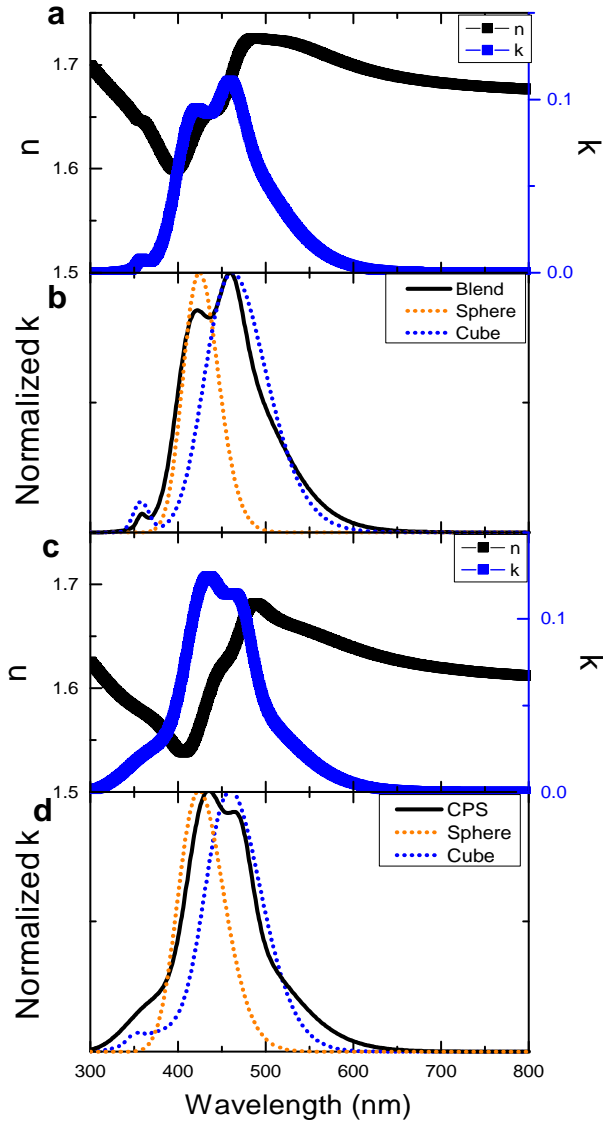 a
n
k
1.7
0.1
n
k
1.6
1.5
0.0
b
Blend
Sphere
Cube
Normalized k
c
n
k
1.7
0.1
n
k
1.6
1.5
0.0
d
CPS
Sphere
Cube
Normalized k
300 400 500 600 700 800
Wavelength (nm)